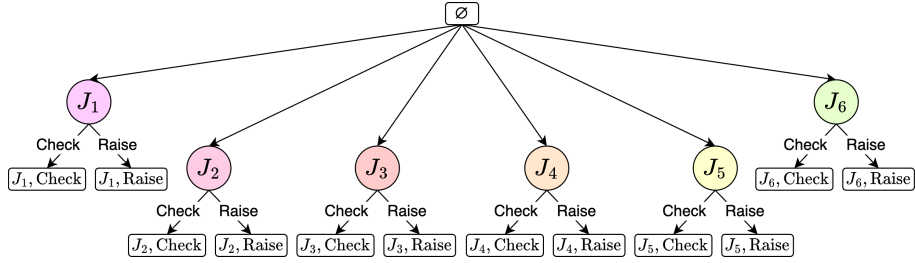 ∅
J₁ J₆
Check Raise Check Raise
J₁, Check J₁, Raise J₆, Check J₆, Raise
J₂ J₃ J₄ J₅
Check Raise Check Raise Check Raise Check Raise
J₂, Check J₂, Raise J₃, Check J₃, Raise J₄, Check J₄, Raise J₅, Check J₅, Raise